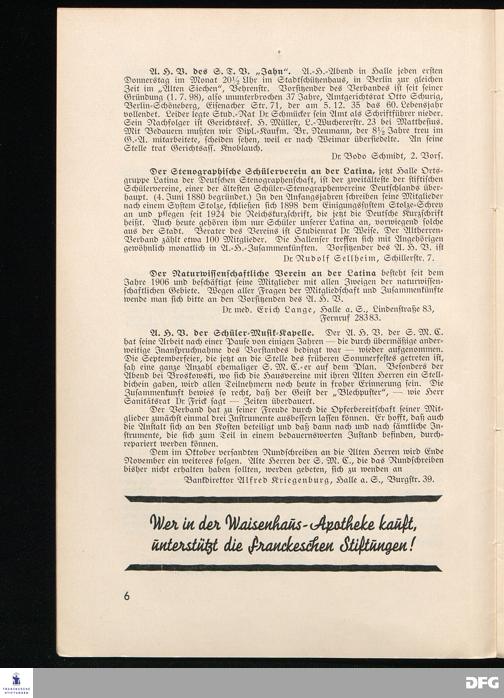 A. H. V. des S. T. V. „Jahn“. A.-H.-Abend in Halle jeden ersten
Donnerstag im Monat 20½ Uhr im Stadtschützenhaus, in Berlin zur gleichen
Zeit im „Alten Siechen“, Behrenstr. Vorsitzender des Verbandes ist seit seiner
Gründung (1. 7. 98), also ununterbrochen 37 Jahre, Amtgerichtsrat Otto Schurig,
Berlin-Schöneberg, Eisenacher Str. 71, der am 5. 12. 35 das 60. Lebensjahr
vollendet. Leider legte Stud.-Rat Dr. Schmücker sein Amt als Schriftführer nieder.
Sein Nachfolger ist Gerichtsref. H. Müller, L.-Wuchererstr. 23 bei Matthesius.
Mit Bedauern mußten wir Dipl.-Kaufm. Br. Neumann, der 8½ Jahre treu im
G.-A. mitarbeitete, scheiden sehen, weil er nach Weimar übersiedelte. An seine
Stelle trat Gerichtsass. Knoblauch.
Dr. Bodo Schmidt, 2. Vors.
Der Stenographische Schülerverein an der Latina, jetzt Halle Orts-
gruppe Latina der Deutschen Stenographenschaft, ist der zweitälteste der stiftischen
Schülervereine, einer der ältesten Schüler-Stenographenvereine Deutschlands über-
haupt. (4. Juni 1880 begründet.) In den Anfangsjahren schrieben seine Mitglieder
nach einem System Stolze, schließen sich 1898 dem Einigungssystem Stolze-Schrey
an und pflegen seit 1924 die Reichskurzschrift, die jetzt die Deutsche Kurzschrift
heißt. Auch heute gehören ihm nur Schüler unserer Latina an, vorwiegend solche
aus der Stadt. Berater des Vereins ist Studienrat Dr. Weise. Der Altherren-
Verband zählt etwa 100 Mitglieder. Die Hallenser treffen sich mit Angehörigen
gewöhnlich monatlich in A.-H.-Zusammenkünften. Vorsitzender des A. H. V. ist
Dr. Rudolf Sellheim, Schillerstr. 7.
Der Naturwissenschaftliche Verein an der Latina besteht seit dem
Jahre 1906 und beschäftigt seine Mitglieder mit allen Zweigen der naturwissen-
schaftlichen Gebiete. Wegen aller Fragen der Mitgliedschaft und Zusammenkünfte
wende man sich bitte an den Vorsitzenden des A. H. V.
Dr. med. Erich Lange, Halle a. S., Lindenstraße 83,
Fernruf 283 83.
A. H. V. der Schüler-Musik-Kapelle. Der A. H. V. der S. M. C.
hat seine Arbeit nach einer Pause von einigen Jahren — die durch übermäßige ander-
weitige Inanspruchnahme des Vorstandes bedingt war — wieder aufgenommen.
Die Septemberfeier, die jetzt an die Stelle des früheren Sommerfestes getreten ist,
sah eine ganze Anzahl ehemaliger S. M. C.-er auf dem Plan. Besonders der
Abend bei Broskowski, wo sich die Hausvereine mit ihren Alten Herren ein Stell-
dichein gaben, wird allen Teilnehmern noch heute in froher Erinnerung sein. Die
Zusammenkunft bewies so recht, daß der Geist der „Blechpuster“, — wie Herr
Sanitätsrat Dr. Frick sagt — Zeiten überdauert.
Der Verband hat zu seiner Freude durch die Opferbereitschaft seiner Mit-
glieder zunächst einmal drei Instrumente ausbessern lassen können. Er hofft, daß auch
die Anstalt sich an den Kosten beteiligt und daß dann nach und nach sämtliche In-
strumente, die sich zum Teil in einem bedauernswerten Zustand befinden, durch-
repariert werden können.
Dem im Oktober versandten Rundschreiben an die Alten Herren wird Ende
November ein weiteres folgen. Alte Herren der S. M. C., die das Rundschreiben
bisher nicht erhalten haben sollten, werden gebeten, sich zu wenden an
Bankdirektor Alfred Kriegenburg, Halle a. S., Burgstr. 39.
Wer in der Waisenhaus-Apotheke kauft,
unterstützt die Franckeschen Stiftungen!
6
FRANCKESCHE
STIFTUNGEN
DFG